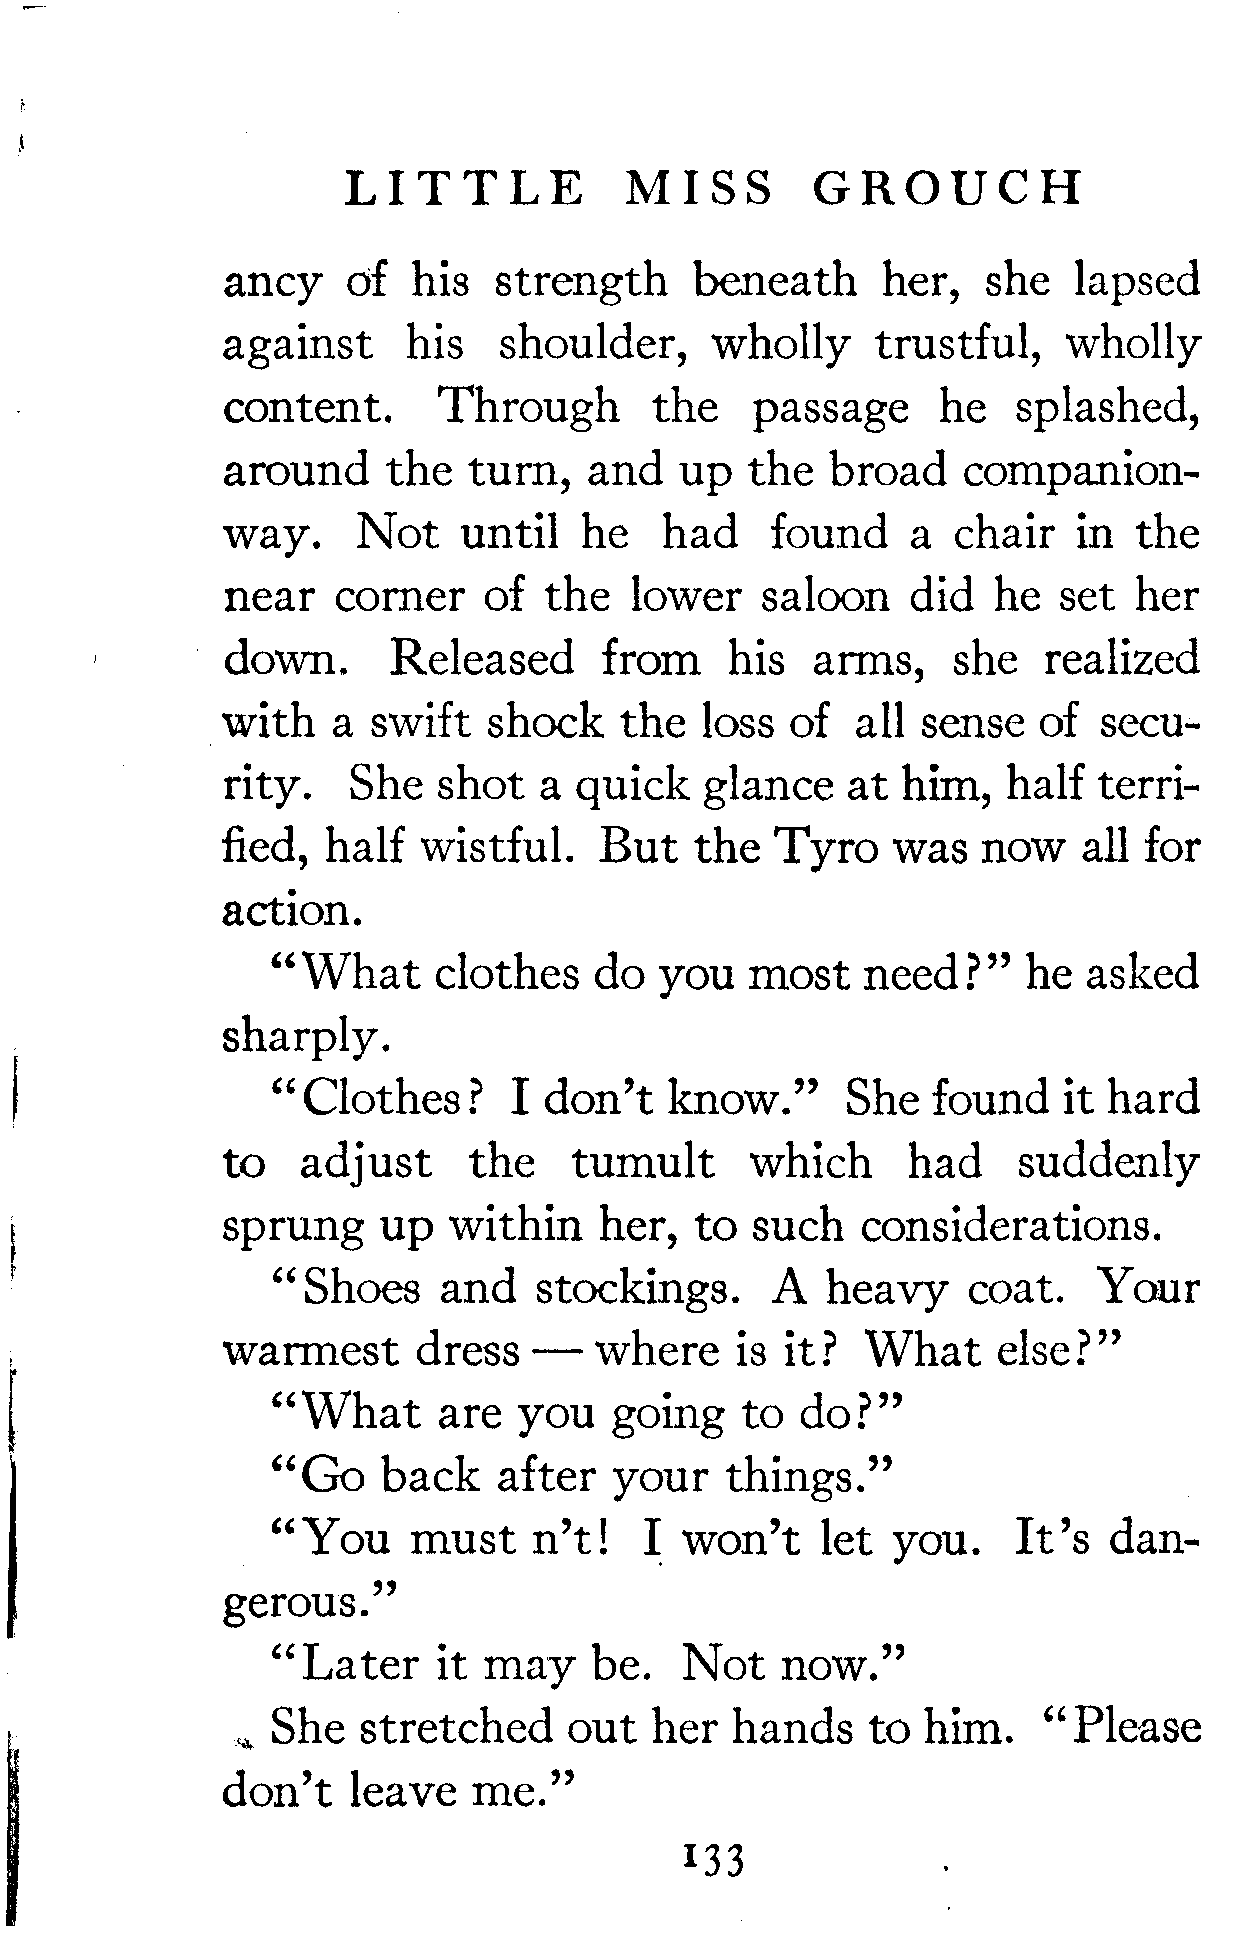 LITTLE MISS GROUCH
ancy of his strength beneath her, she lapsed
against his shoulder, wholly trustful, wholly
content. Through the passage he splashed,
around the turn, and up the broad companion-
way. Not until he had found a chair in the
near corner of the lower saloon did he set her
down. Released from his arms, she realized
with a swift shock the loss of all sense of secu-
rity. She shot a quick glance at him, half terri-
fied, half wistful. But the Tyro was now all for
action.
“What clothes do you most need?” he asked
sharply.
“Clothes? I don’t know.” She found it hard
to adjust the tumult which had suddenly
sprung up within her, to such considerations.
“Shoes and stockings. A heavy coat. Your
warmest dress — where is it? What else?”
“What are you going to do?”
“Go back after your things.”
“You must n’t! I won’t let you. It’s dan-
gerous.”
“Later it may be. Not now.”
She stretched out her hands to him. “Please
don’t leave me.”
133